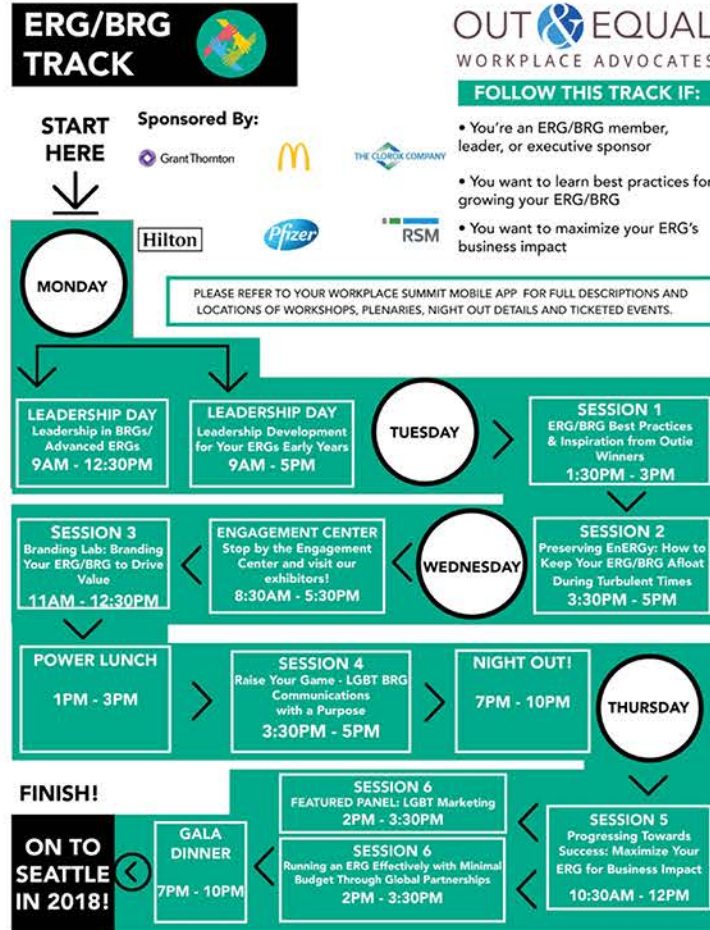 ERG/BRG
TRACK
OUT & EQUAL
WORKPLACE ADVOCATES
FOLLOW THIS TRACK IF:
• You're an ERG/BRG member,
leader, or executive sponsor
• You want to learn best practices for
growing your ERG/BRG
• You want to maximize your ERG's
business impact
START
HERE
Sponsored By:
Grant Thornton
THE CLOROX COMPANY
Hilton
Pfizer
RSM
MONDAY
PLEASE REFER TO YOUR WORKPLACE SUMMIT MOBILE APP FOR FULL DESCRIPTIONS AND
LOCATIONS OF WORKSHOPS, PLENARIES, NIGHT OUT DETAILS AND TICKETED EVENTS.
LEADERSHIP DAY
Leadership in BRGs/
Advanced ERGs
9AM - 12:30PM
LEADERSHIP DAY
Leadership Development
for Your ERGs Early Years
9AM - 5PM
TUESDAY
SESSION 1
ERG/BRG Best Practices
& Inspiration from Outie
Winners
1:30PM - 3PM
SESSION 2
Preserving EnERGy: How to
Keep Your ERG/BRG Afloat
During Turbulent Times
3:30PM - 5PM
WEDNESDAY
ENGAGEMENT CENTER
Stop by the Engagement
Center and visit our
exhibitors!
8:30AM - 5:30PM
SESSION 3
Branding Lab: Branding
Your ERG/BRG to Drive
Value
11AM - 12:30PM
POWER LUNCH
1PM - 3PM
SESSION 4
Raise Your Game - LGBT BRG
Communications
with a Purpose
3:30PM - 5PM
NIGHT OUT!
7PM - 10PM
THURSDAY
SESSION 5
Progressing Towards
Success: Maximize Your
ERG for Business Impact
10:30AM - 12PM
SESSION 6
FEATURED PANEL: LGBT Marketing
2PM - 3:30PM
SESSION 6
Running an ERG Effectively with Minimal
Budget Through Global Partnerships
2PM - 3:30PM
GALA
DINNER
7PM - 10PM
FINISH!
ON TO
SEATTLE
IN 2018!